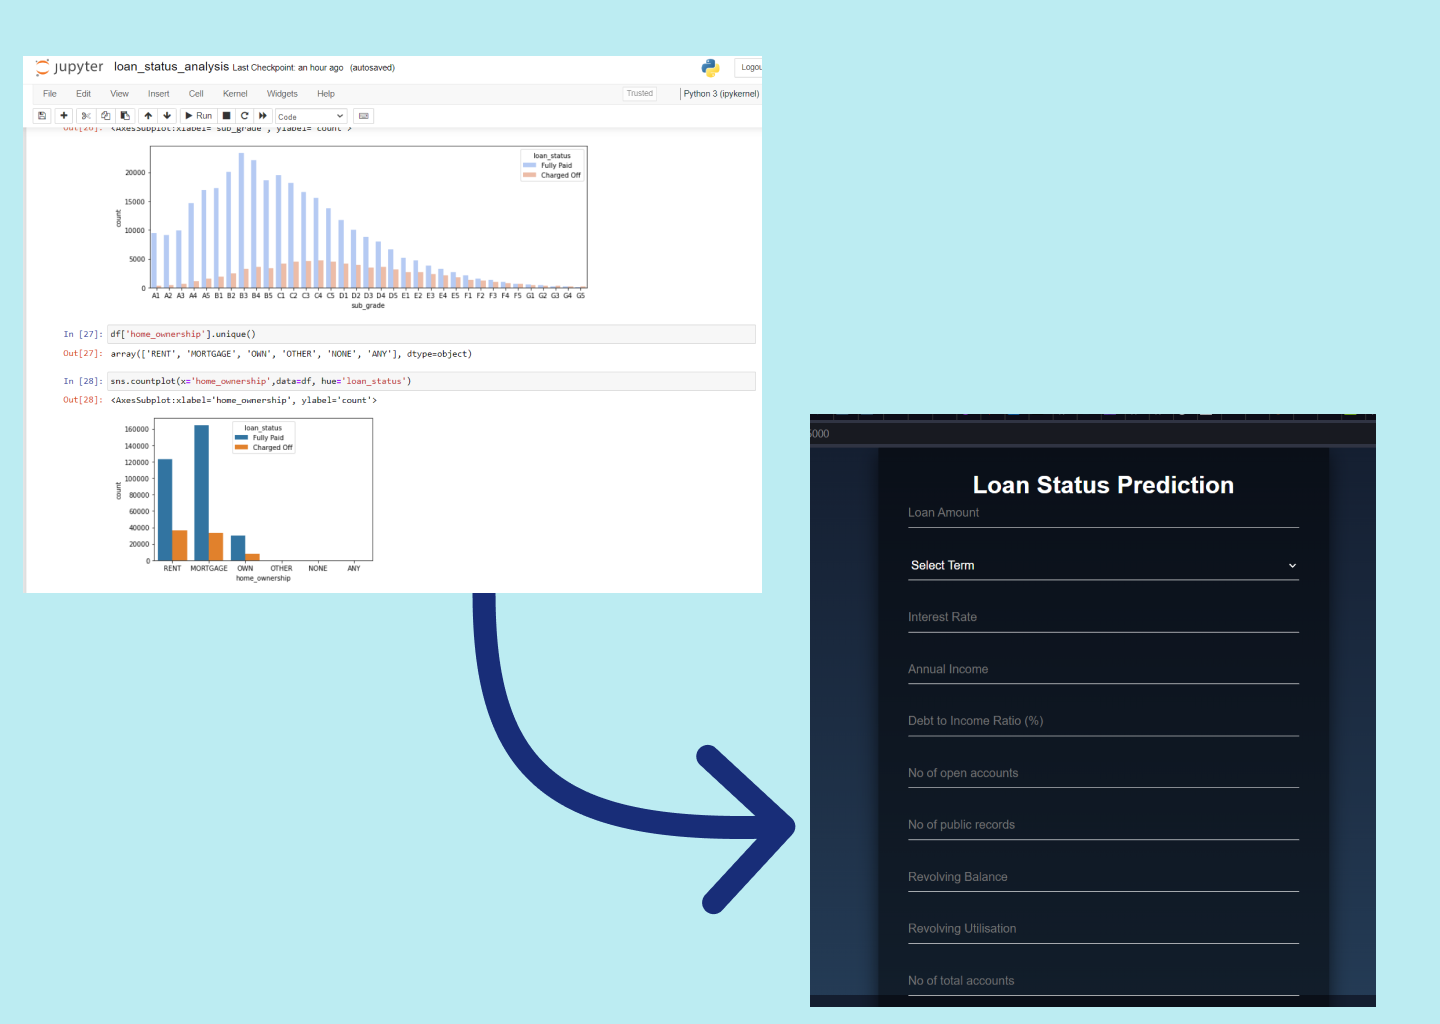 jupyter loan_status_analysis Last Checkpoint: an hour ago (autosaved)
File Edit View Insert Cell Kernel Widgets Help Trusted Python 3 (ipykernel)
Run Code
Out[26]: <AxesSubplot:xlabel='sub_grade', ylabel='count'>
loan_status
Fully Paid
Charged Off
20000
15000
10000
5000
0
count
A1 A2 A3 A4 A5 B1 B2 B3 B4 B5 C1 C2 C3 C4 C5 D1 D2 D3 D4 D5 E1 E2 E3 E4 E5 F1 F2 F3 F4 F5 G1 G2 G3 G4 G5
sub_grade
In [27]: df['home_ownership'].unique()
Out[27]: array(['RENT', 'MORTGAGE', 'OWN', 'OTHER', 'NONE', 'ANY'], dtype=object)
In [28]: sns.countplot(x='home_ownership',data=df, hue='loan_status')
Out[28]: <AxesSubplot:xlabel='home_ownership', ylabel='count'>
loan_status
Fully Paid
Charged Off
160000
140000
120000
100000
80000
60000
40000
20000
0
count
RENT MORTGAGE OWN OTHER NONE ANY
home_ownership
Loan Status Prediction
Loan Amount
Select Term
Interest Rate
Annual Income
Debt to Income Ratio (%)
No of open accounts
No of public records
Revolving Balance
Revolving Utilisation
No of total accounts